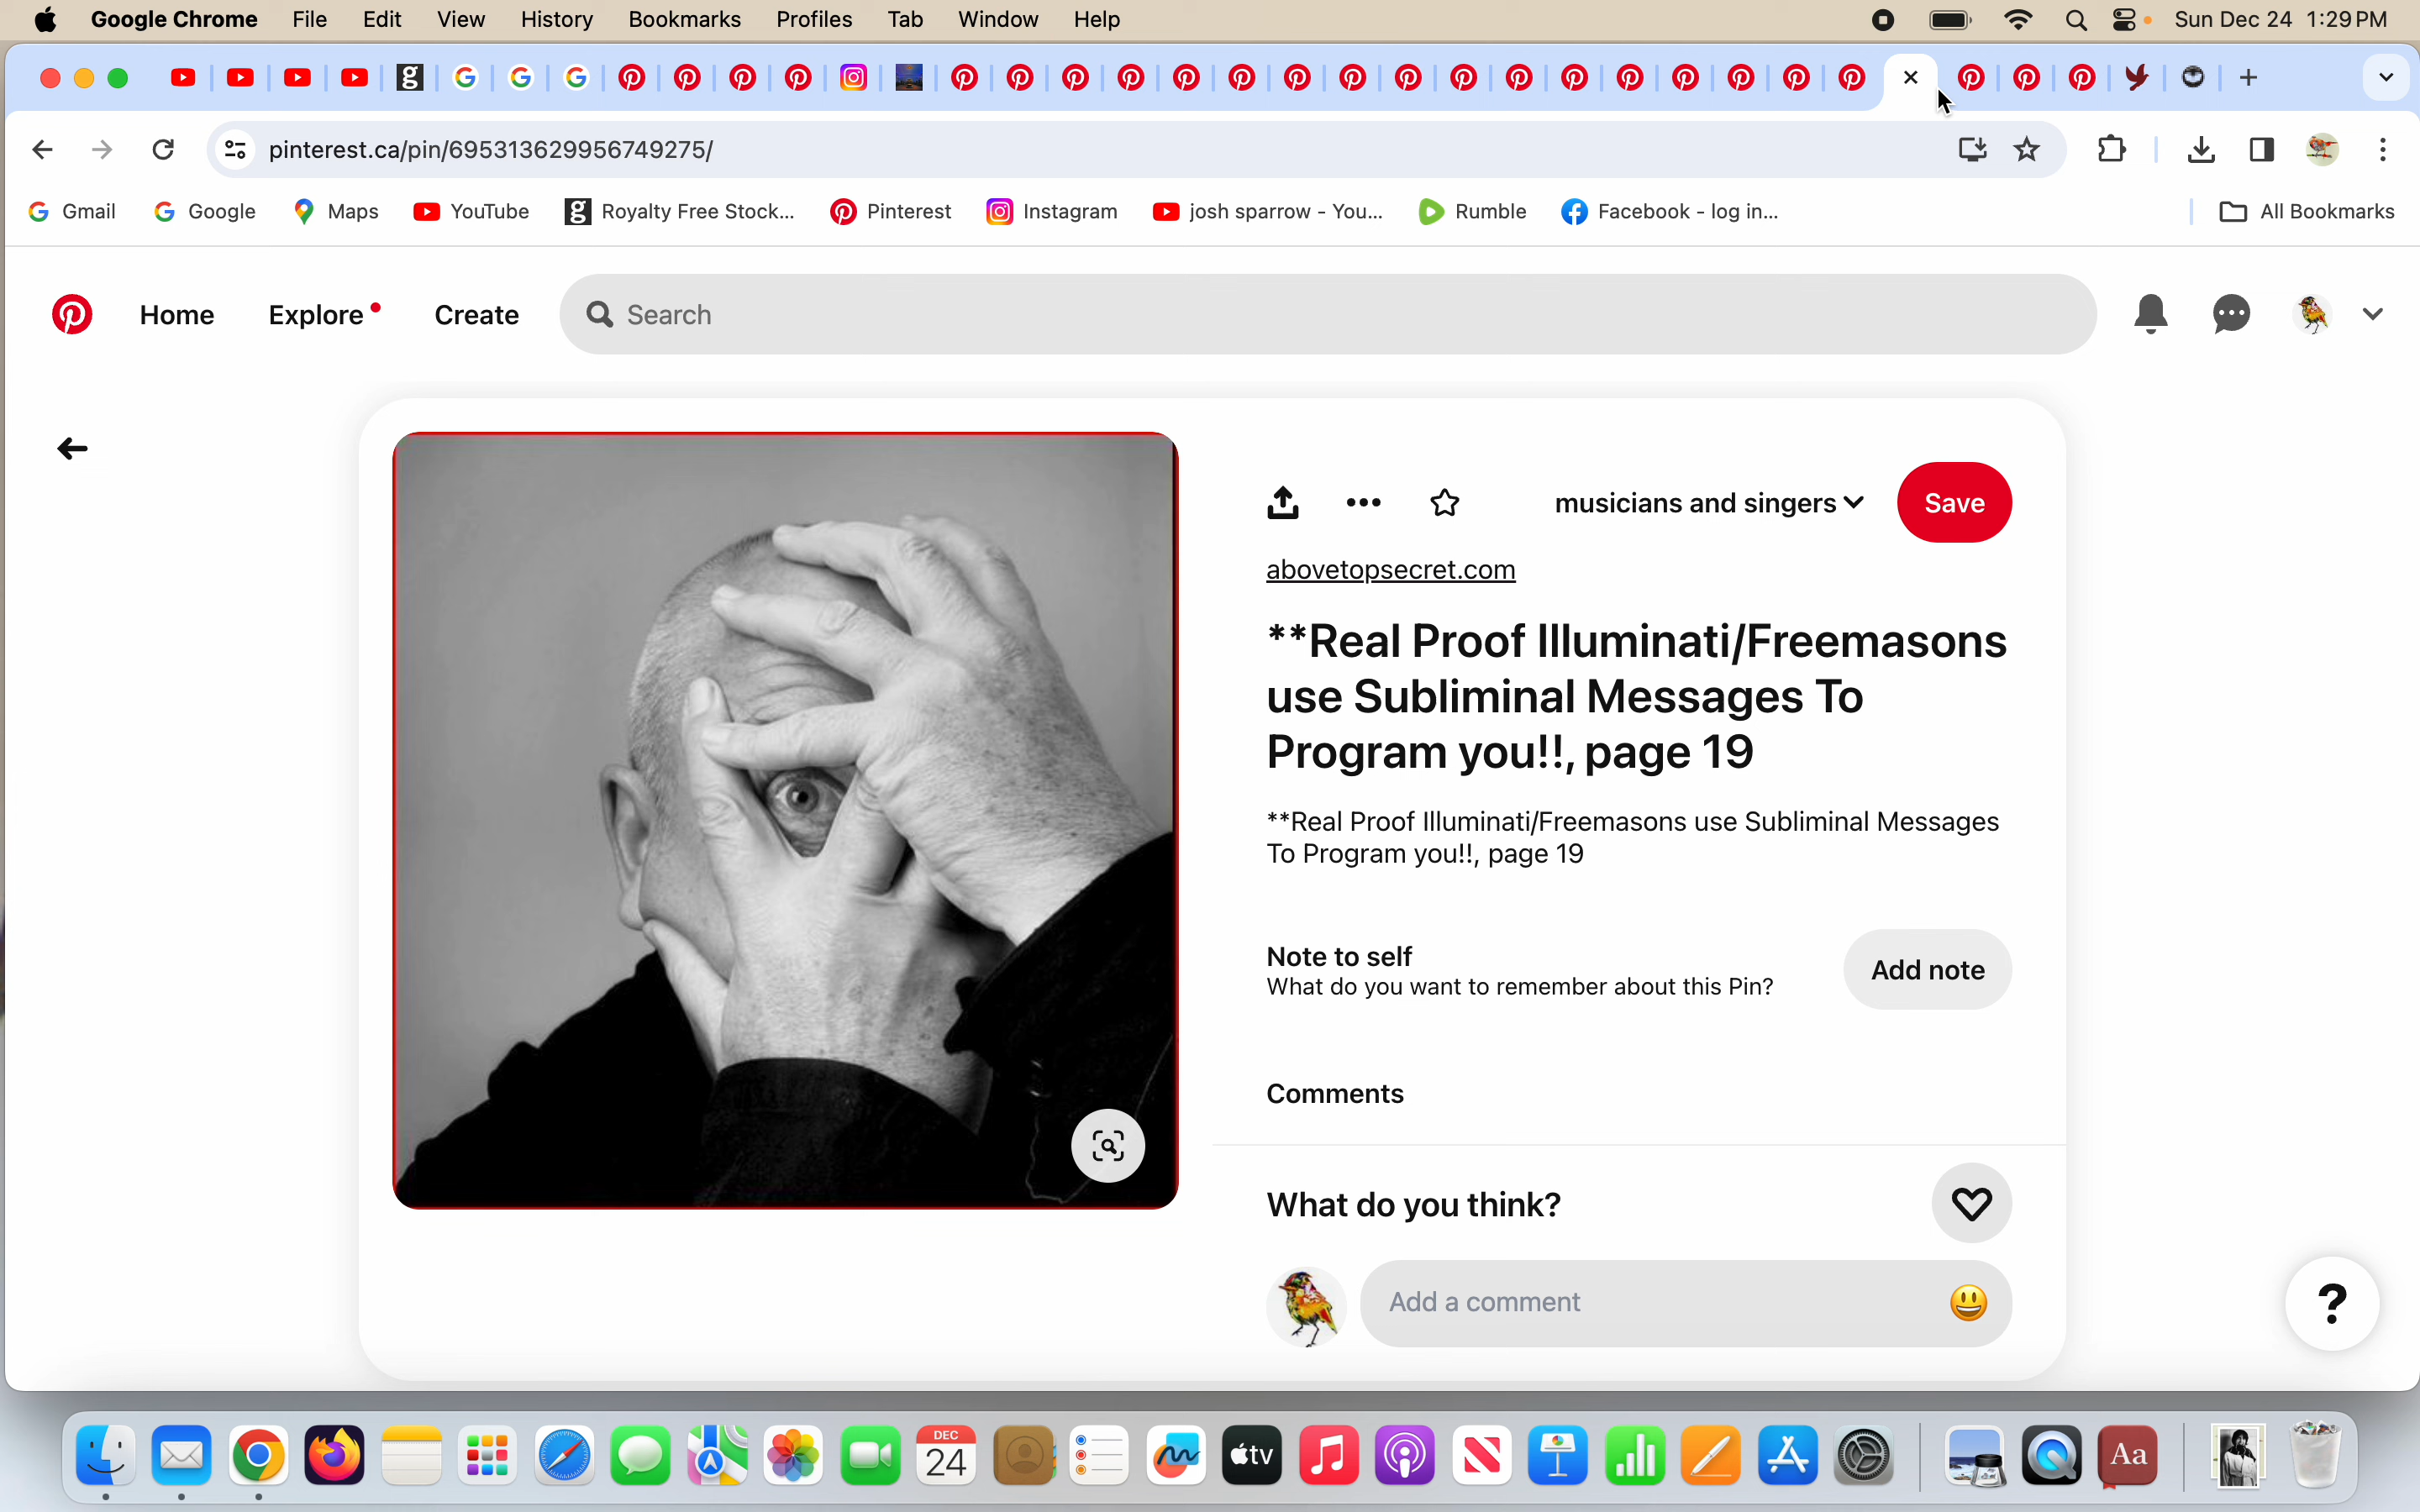 Google Chrome File Edit View History Bookmarks Profiles Tab Window Help Sun Dec 24 1:29 PM
pinterest.ca/pin/695313629956749275/
Gmail Google Maps YouTube Royalty Free Stock... Pinterest Instagram josh sparrow - You... Rumble Facebook - log in... All Bookmarks
Home Explore Create Search
musicians and singers Save
abovetopsecret.com
**Real Proof Illuminati/Freemasons
use Subliminal Messages To
Program you!!, page 19
**Real Proof Illuminati/Freemasons use Subliminal Messages
To Program you!!, page 19
Note to self
What do you want to remember about this Pin?
Add note
Comments
What do you think?
Add a comment
?
DEC
24
tv
Aa